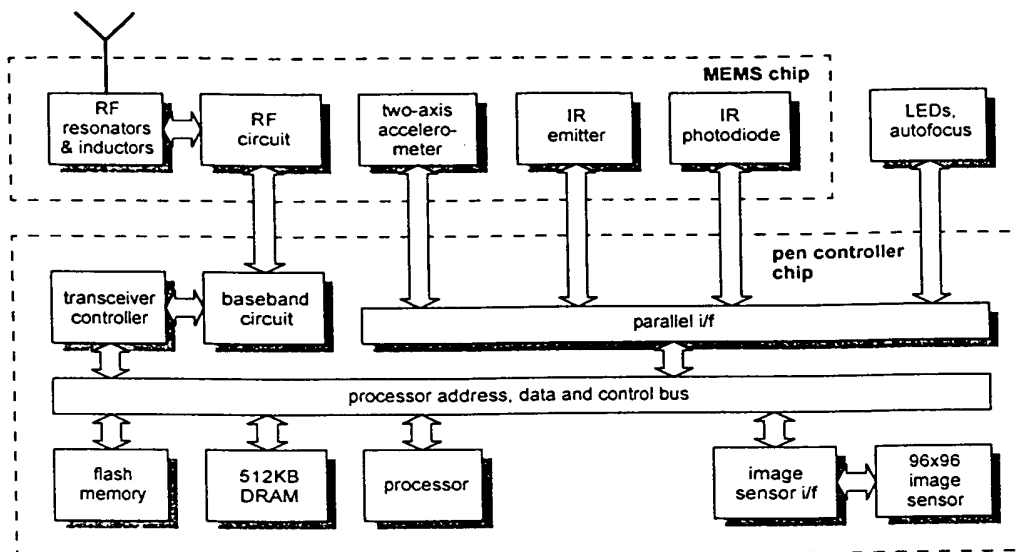 MEMS chip
RF
resonators
& inductors
RF
circuit
two-axis
accelero-
meter
IR
emitter
IR
photodiode
LEDs,
autofocus
pen controller
chip
transceiver
controller
baseband
circuit
parallel i/f
processor address, data and control bus
flash
memory
512KB
DRAM
processor
image
sensor i/f
96x96
image
sensor